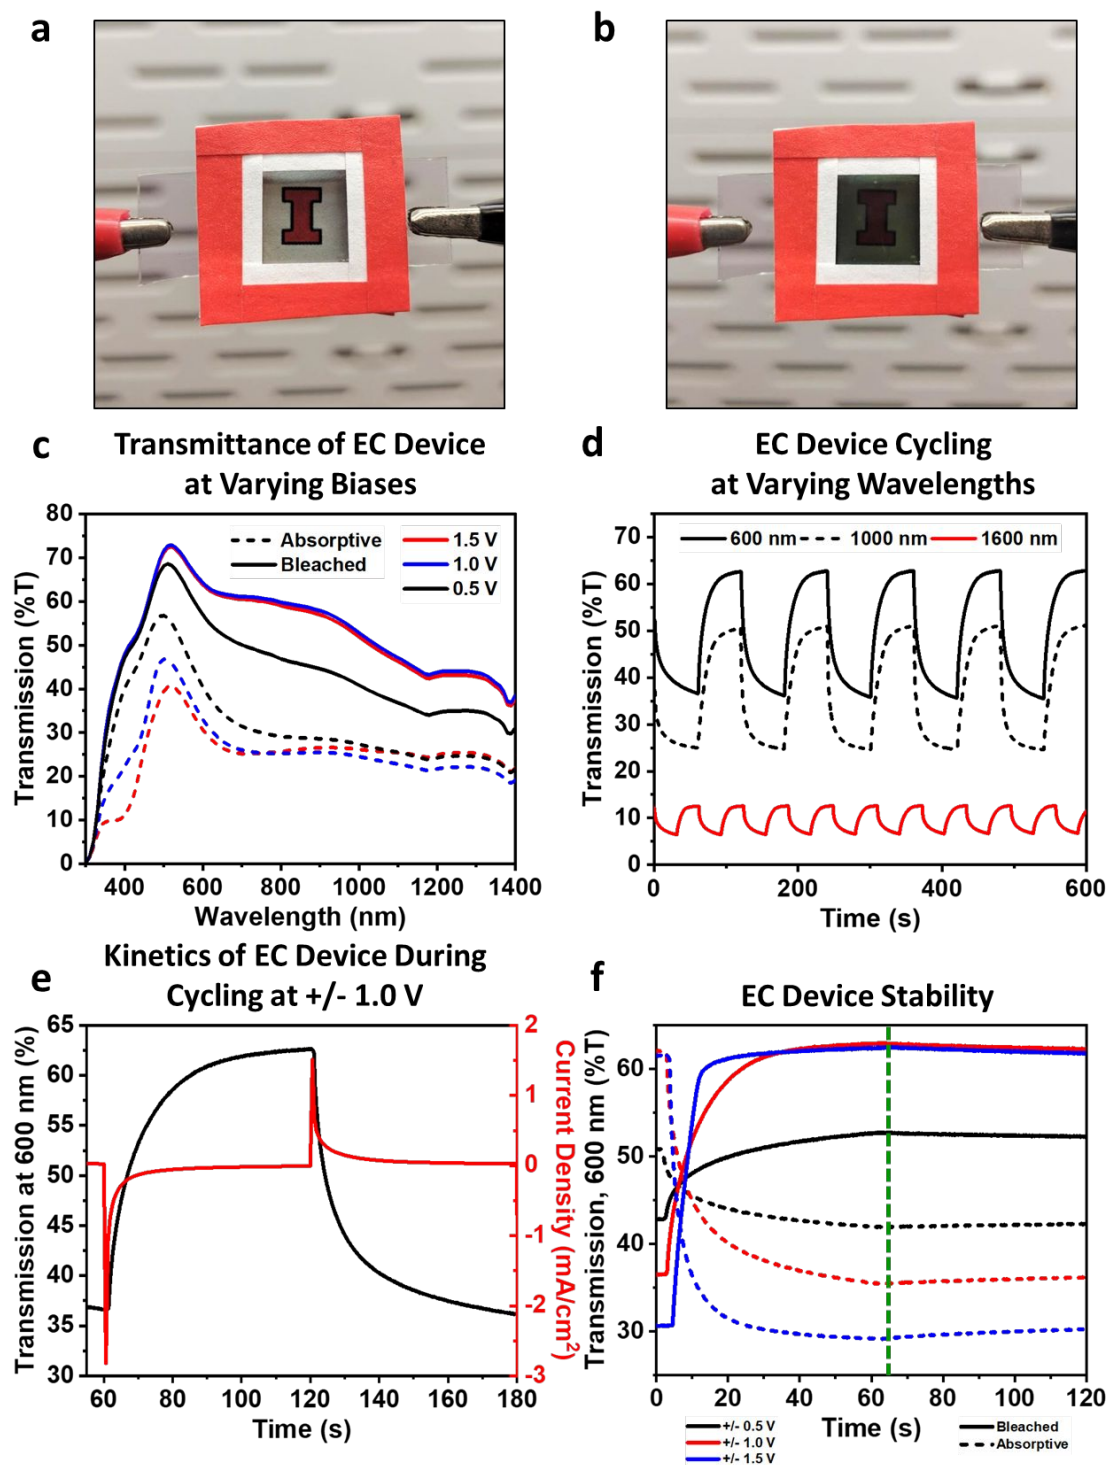 a
b
I
I
c
Transmittance of EC Device
at Varying Biases
Transmission (%T)
80
70
60
50
40
30
20
10
0
Absorptive
Bleached
1.5 V
1.0 V
0.5 V
400 600 800 1000 1200 1400
Wavelength (nm)
d
EC Device Cycling
at Varying Wavelengths
Transmission (%T)
70
60
50
40
30
20
10
0
600 nm 1000 nm 1600 nm
0 200 400 600
Time (s)
e
Kinetics of EC Device During
Cycling at +/- 1.0 V
Transmission at 600 nm (%)
65
60
55
50
45
40
35
30
2
1
0
-1
-2
-3
Current Density (mA/cm²)
60 80 100 120 140 160 180
Time (s)
f
EC Device Stability
Transmission, 600 nm (%T)
60
50
40
30
0 20 40 60 80 100 120
Time (s)
+/- 0.5 V
+/- 1.0 V
+/- 1.5 V
Bleached
Absorptive